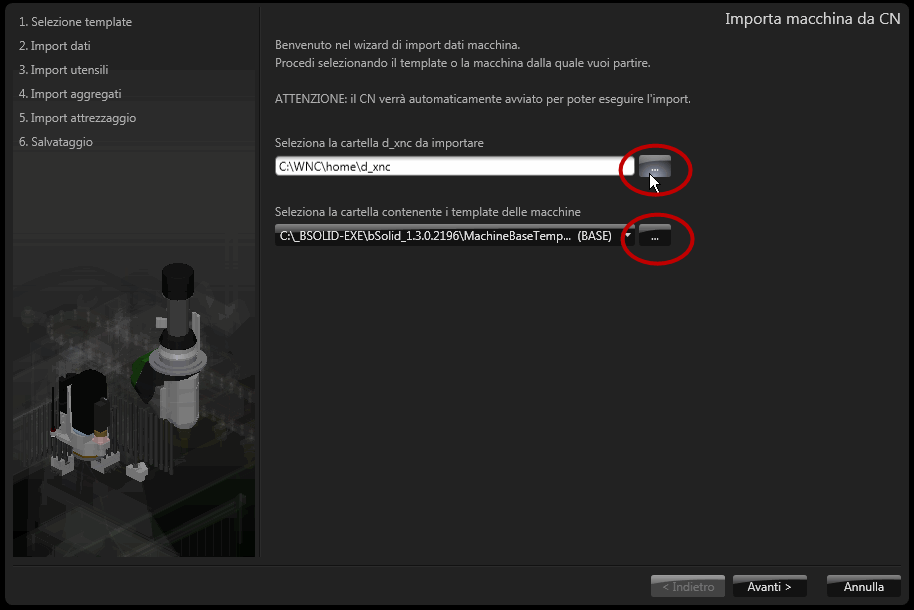 Importa macchina da CN
1. Selezione template
2. Import dati
3. Import utensili
4. Import aggregati
5. Import attrezzaggio
6. Salvataggio
Benvenuto nel wizard di import dati macchina.
Procedi selezionando il template o la macchina dalla quale vuoi partire.
ATTENZIONE: il CN verrà automaticamente avviato per poter eseguire l'import.
Seleziona la cartella d_xnc da importare
C:\WNC\home\d_xnc
...
Seleziona la cartella contenente i template delle macchine
C:\_BSOLID-EXE\bSolid_1.3.0.2196\MachineBaseTemp... (BASE)
...
< Indietro
Avanti >
Annulla